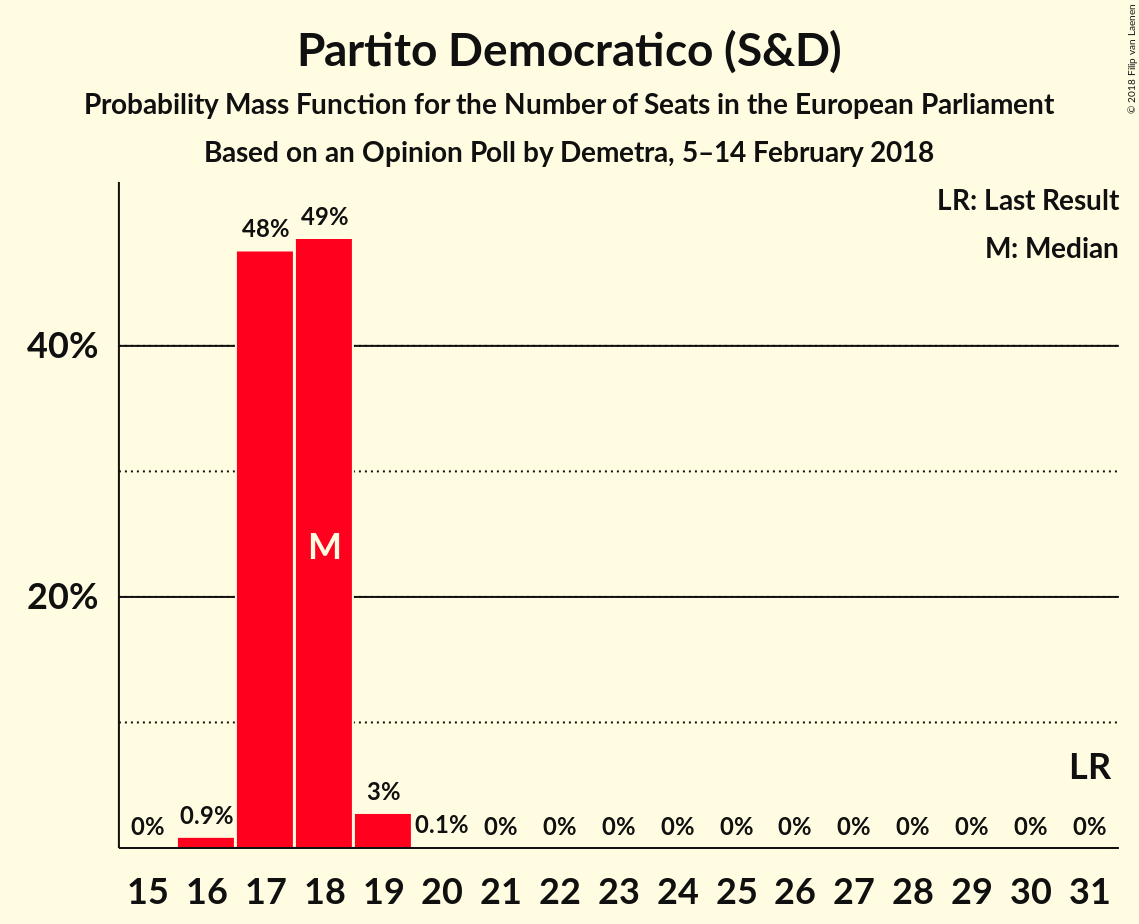 Partito Democratico (S&D)
Probability Mass Function for the Number of Seats in the European Parliament
Based on an Opinion Poll by Demetra, 5–14 February 2018
© 2018 Filip van Laenen
LR: Last Result
M: Median
40%
20%
0% 0.9% 48% 49% 3% 0.1% 0% 0% 0% 0% 0% 0% 0% 0% 0% 0% 0%
M
LR
15 16 17 18 19 20 21 22 23 24 25 26 27 28 29 30 31